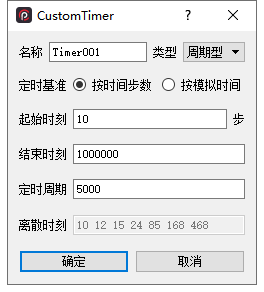 CustomTimer ? ×
名称 Timer001 类型 周期型
定时基准 按时间步数 按模拟时间
起始时刻 10 步
结束时刻 1000000
定时周期 5000
离散时刻 10 12 15 24 85 168 468
确定 取消